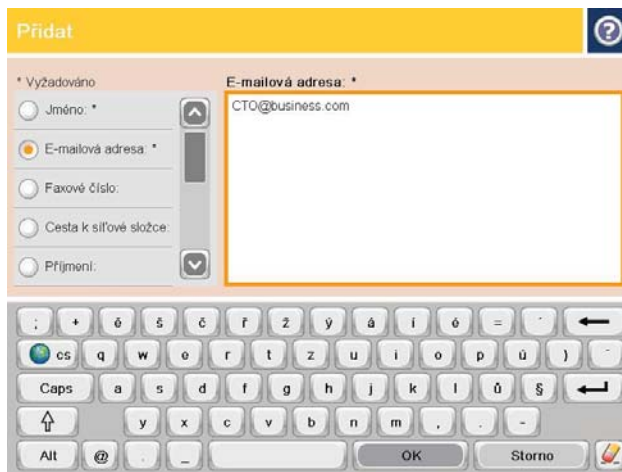 Přidat
?
* Vyžadováno
Jméno: *
E-mailová adresa: *
Faxové číslo:
Cesta k síťové složce:
Příjmení:
E-mailová adresa: *
CTO@business.com
; + ě š č ř ž ý á í é = ´
cs q w e r t z u i o p ú ) ¨
Caps a s d f g h j k l ů §
y x c v b n m , . -
Alt @ . _ OK Storno